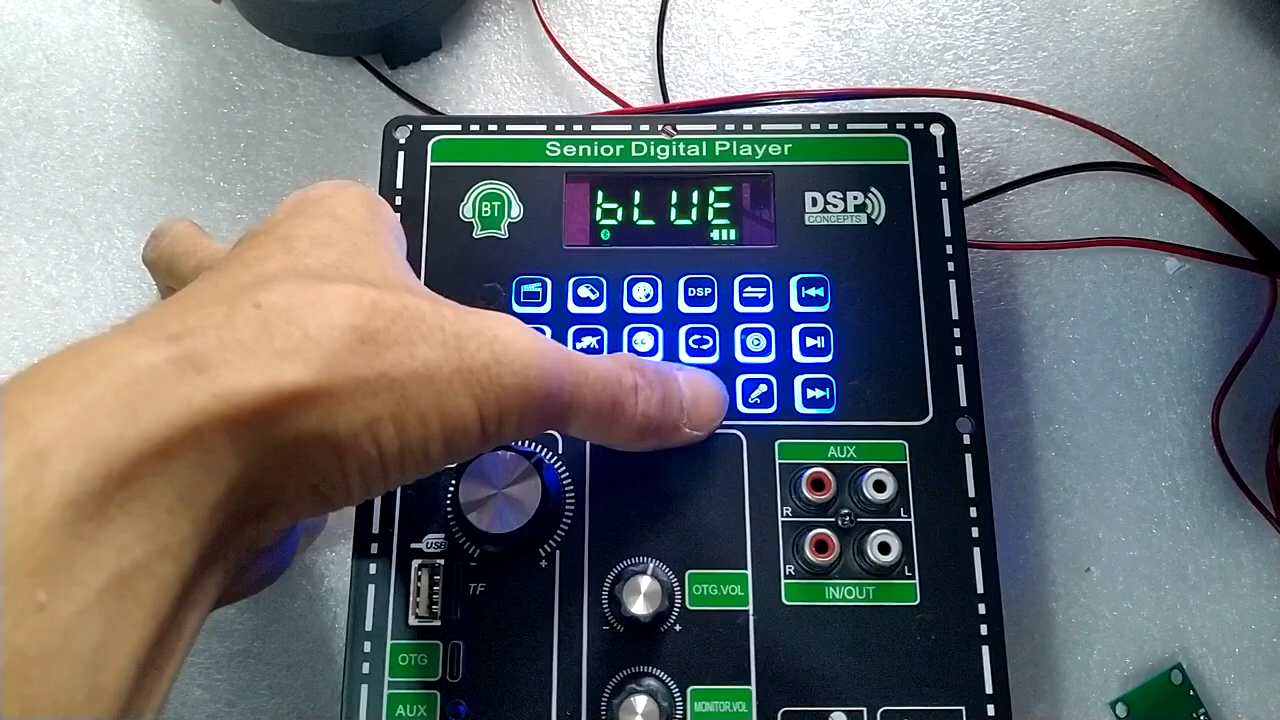 Senior Digital Player
BT
bLUE
DSP
CONCEPTS
DSP
AUX
R
L
R
L
IN/OUT
USB
- +
TF
OTG.VOL
- +
OTG
MONITOR.VOL
AUX